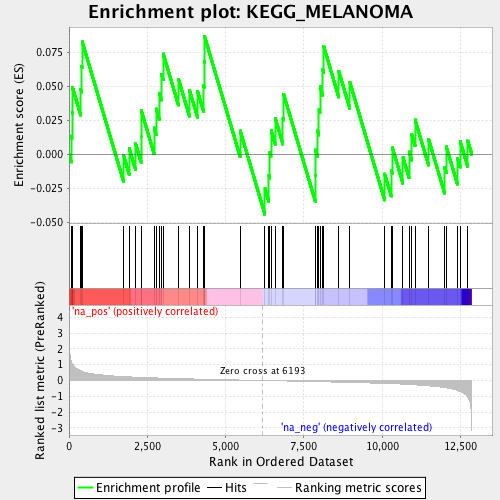 Enrichment plot: KEGG_MELANOMA
Enrichment score (ES)
0.075
0.050
0.025
0.000
-0.025
-0.050
'na_pos' (positively correlated)
Ranked list metric (PreRanked)
4
3
2
1
0
-1
-2
-3
Zero cross at 6193
'na_neg' (negatively correlated)
0
2,500
5,000
7,500
10,000
12,500
Rank in Ordered Dataset
Enrichment profile
Hits
Ranking metric scores